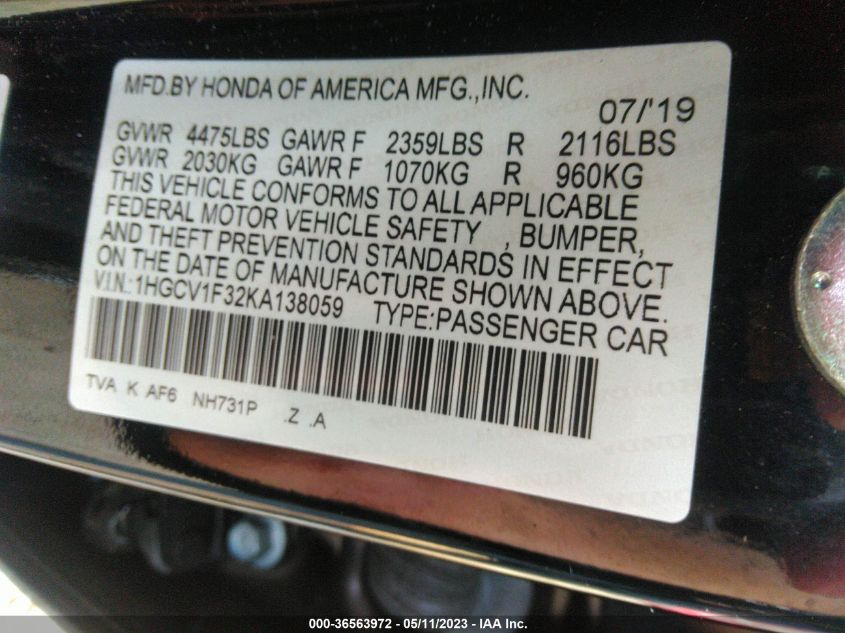 MFD.BY HONDA OF AMERICA MFG.,INC.
07/'19
GVWR 4475LBS GAWR F 2359LBS R 2116LBS
GVWR 2030KG GAWR F 1070KG R 960KG
THIS VEHICLE CONFORMS TO ALL APPLICABLE
FEDERAL MOTOR VEHICLE SAFETY , BUMPER,
AND THEFT PREVENTION STANDARDS IN EFFECT
ON THE DATE OF MANUFACTURE SHOWN ABOVE.
V.I.N.:1HGCV1F32KA138059 TYPE:PASSENGER CAR
TVA K AF6 NH731P .Z .A
000-36563972 - 05/11/2023 - IAA Inc.